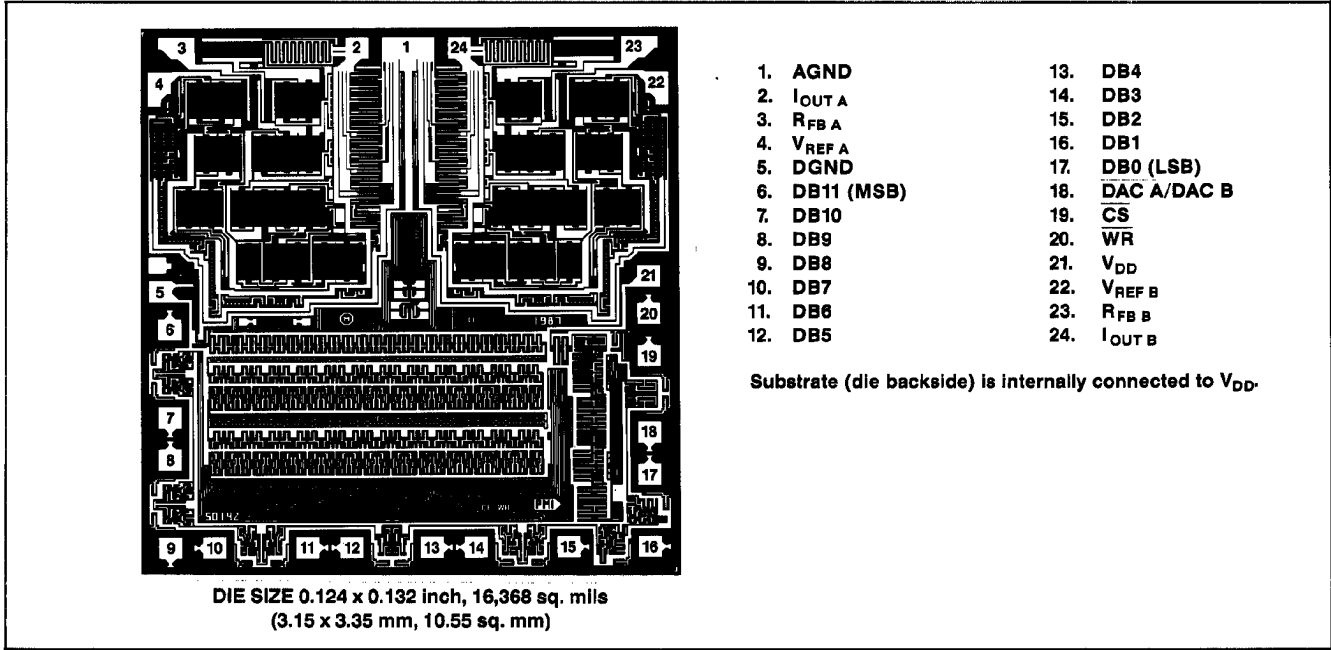 3
2
1
24
23
4
22
5
21
6
20
M
1987
19
7
18
8
17
50192
PMI
9
10
11
12
13
14
15
16
DIE SIZE 0.124 x 0.132 inch, 16,368 sq. mils
(3.15 x 3.35 mm, 10.55 sq. mm)
1. AGND
2. IOUT A
3. RFB A
4. VREF A
5. DGND
6. DB11 (MSB)
7. DB10
8. DB9
9. DB8
10. DB7
11. DB6
12. DB5
13. DB4
14. DB3
15. DB2
16. DB1
17. DB0 (LSB)
18. D̅A̅C̅ A̅/DAC B
19. C̅S̅
20. W̅R̅
21. VDD
22. VREF B
23. RFB B
24. IOUT B
Substrate (die backside) is internally connected to VDD.